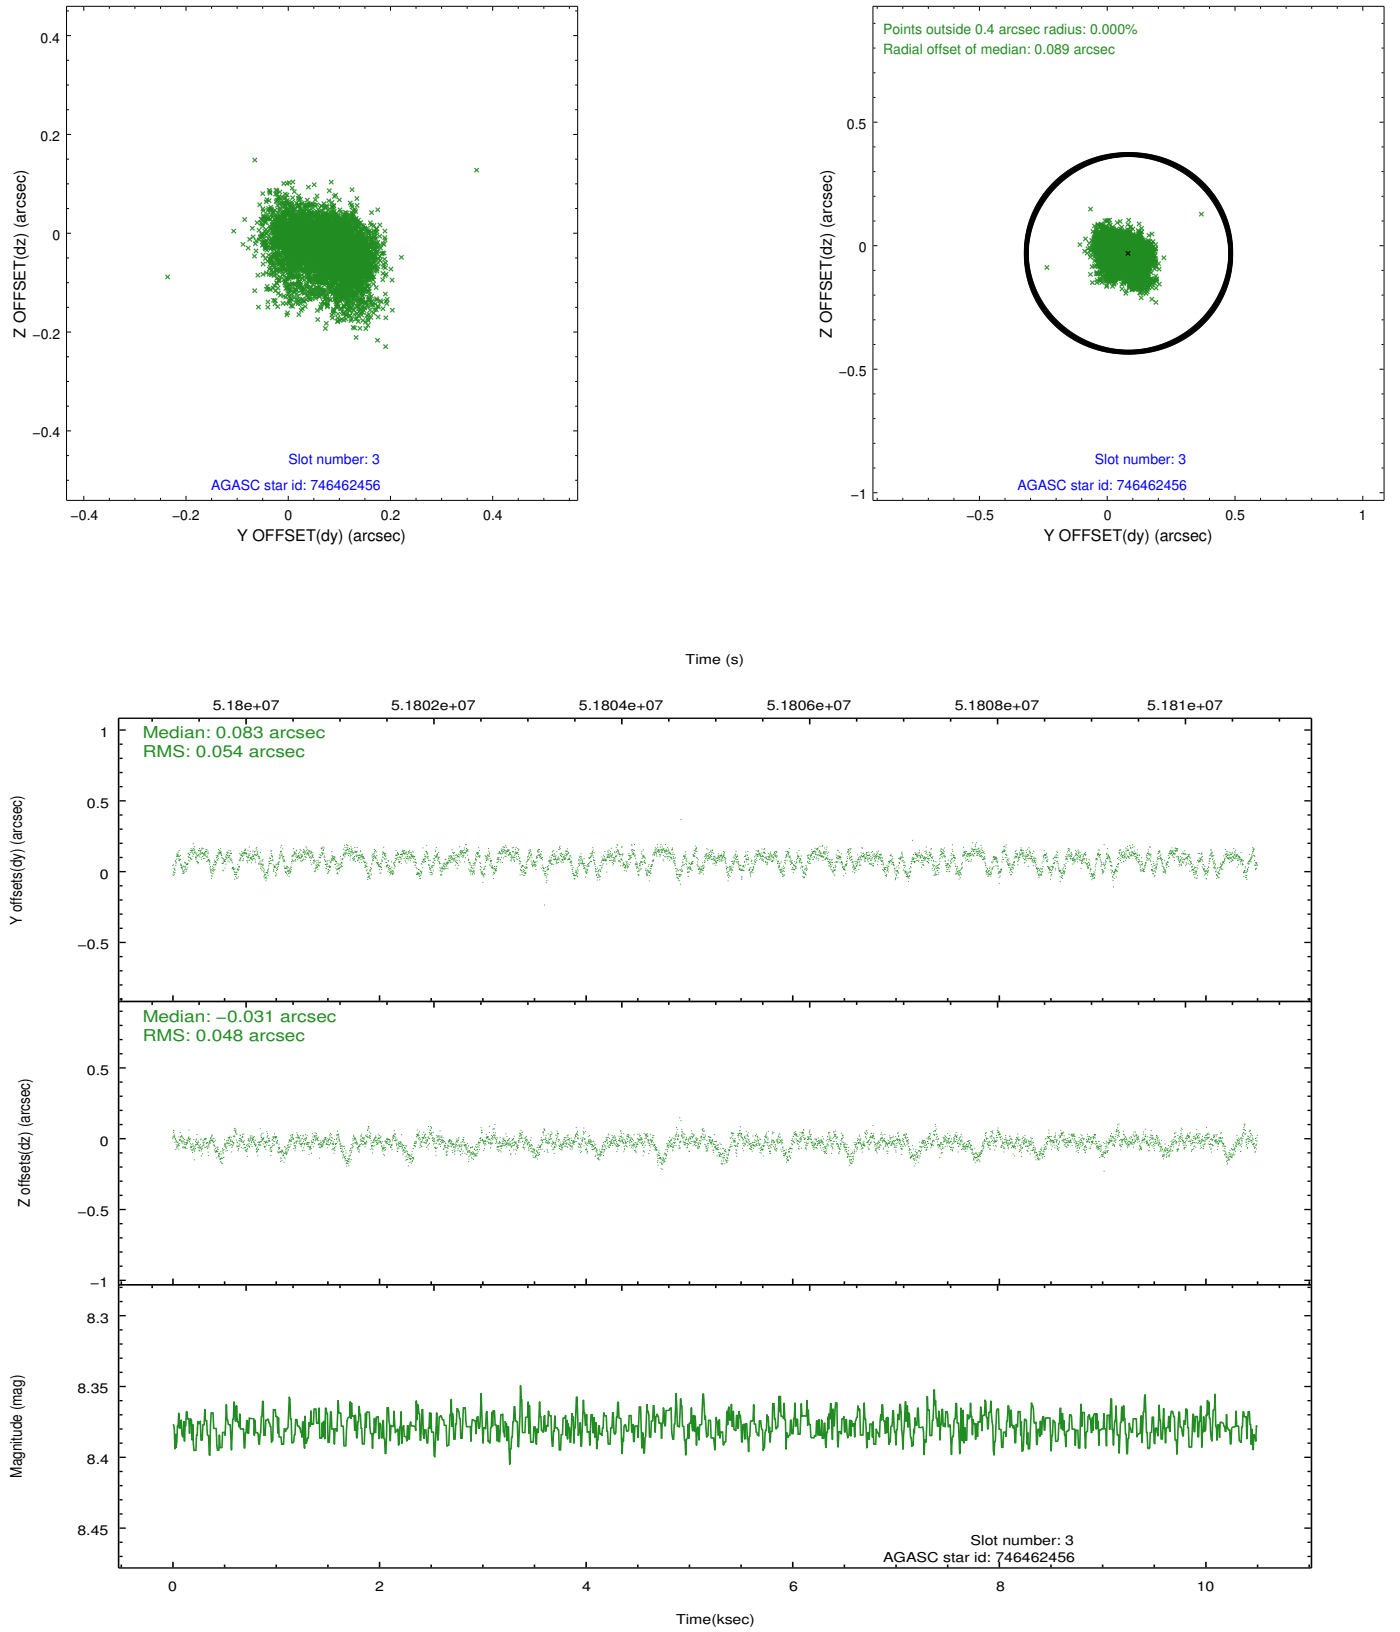 0.4
0.2
0
−0.2
−0.4
Z OFFSET(dz) (arcsec)
Slot number: 3
AGASC star id: 746462456
−0.4 −0.2 0 0.2 0.4
Y OFFSET(dy) (arcsec)
Points outside 0.4 arcsec radius: 0.000%
Radial offset of median: 0.089 arcsec
0.5
0
−0.5
−1
Z OFFSET(dz) (arcsec)
Slot number: 3
AGASC star id: 746462456
−0.5 0 0.5 1
Y OFFSET(dy) (arcsec)
Time (s)
5.18e+07 5.1802e+07 5.1804e+07 5.1806e+07 5.1808e+07 5.181e+07
Median: 0.083 arcsec
RMS: 0.054 arcsec
1
0.5
0
−0.5
Y offsets(dy) (arcsec)
Median: −0.031 arcsec
RMS: 0.048 arcsec
0.5
0
−0.5
−1
Z offsets(dz) (arcsec)
8.3
8.35
8.4
8.45
Magnitude (mag)
Slot number: 3
AGASC star id: 746462456
0 2 4 6 8 10
Time(ksec)